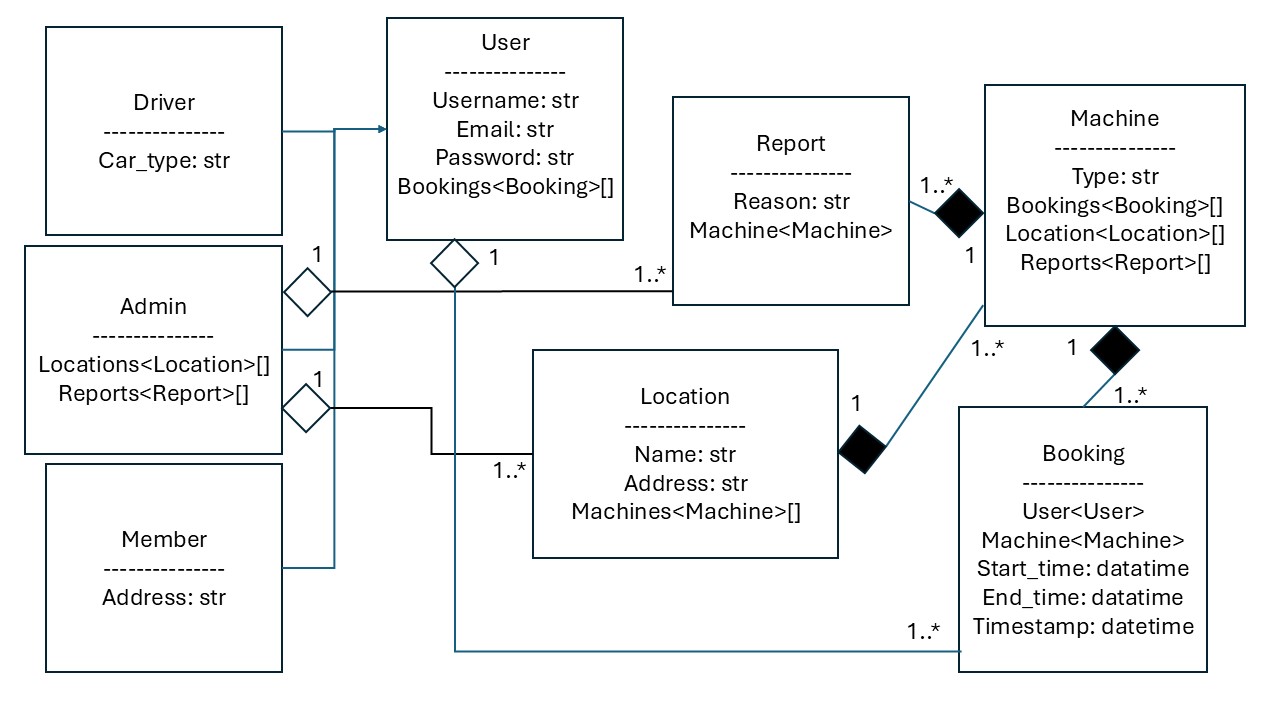 Driver
---------------
Car_type: str
User
---------------
Username: str
Email: str
Password: str
Bookings<Booking>[]
1
Report
---------------
Reason: str
Machine<Machine>
1..*
1
1..*
Machine
---------------
Type: str
Bookings<Booking>[]
Location<Location>[]
Reports<Report>[]
Admin
---------------
Locations<Location>[]
Reports<Report>[]
1
1
1..*
Location
---------------
Name: str
Address: str
Machines<Machine>[]
1
1..*
1
1..*
Member
---------------
Address: str
Booking
---------------
User<User>
Machine<Machine>
Start_time: datatime
End_time: datatime
Timestamp: datetime
1..*